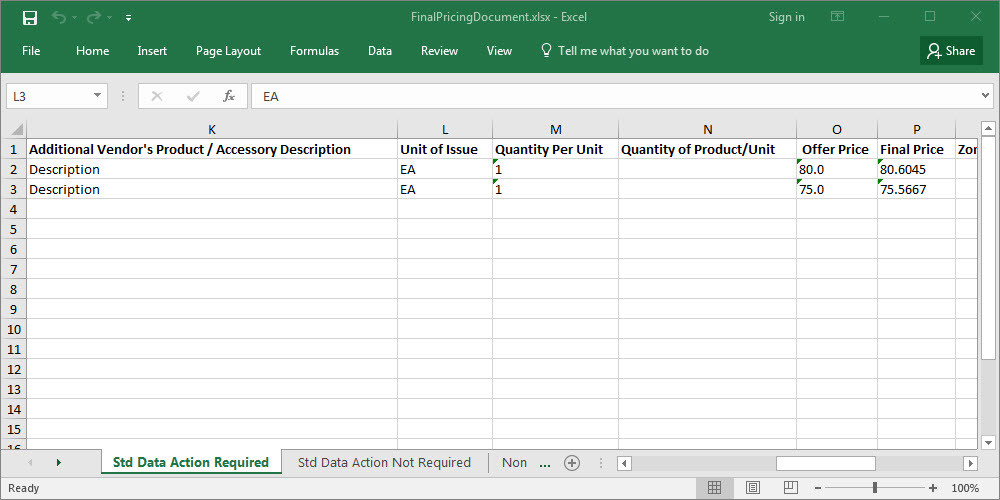 FinalPricingDocument.xlsx - Excel Sign in
File Home Insert Page Layout Formulas Data Review View Tell me what you want to do Share
L3 fx EA
K L M N O P
1 Additional Vendor's Product / Accessory Description Unit of Issue Quantity Per Unit Quantity of Product/Unit Offer Price Final Price Zor
2 Description EA 1 80.0 80.6045
3 Description EA 1 75.0 75.5667
4
5
6
7
8
9
10
11
12
13
14
15
16
Std Data Action Required Std Data Action Not Required Non ...
Ready 100%